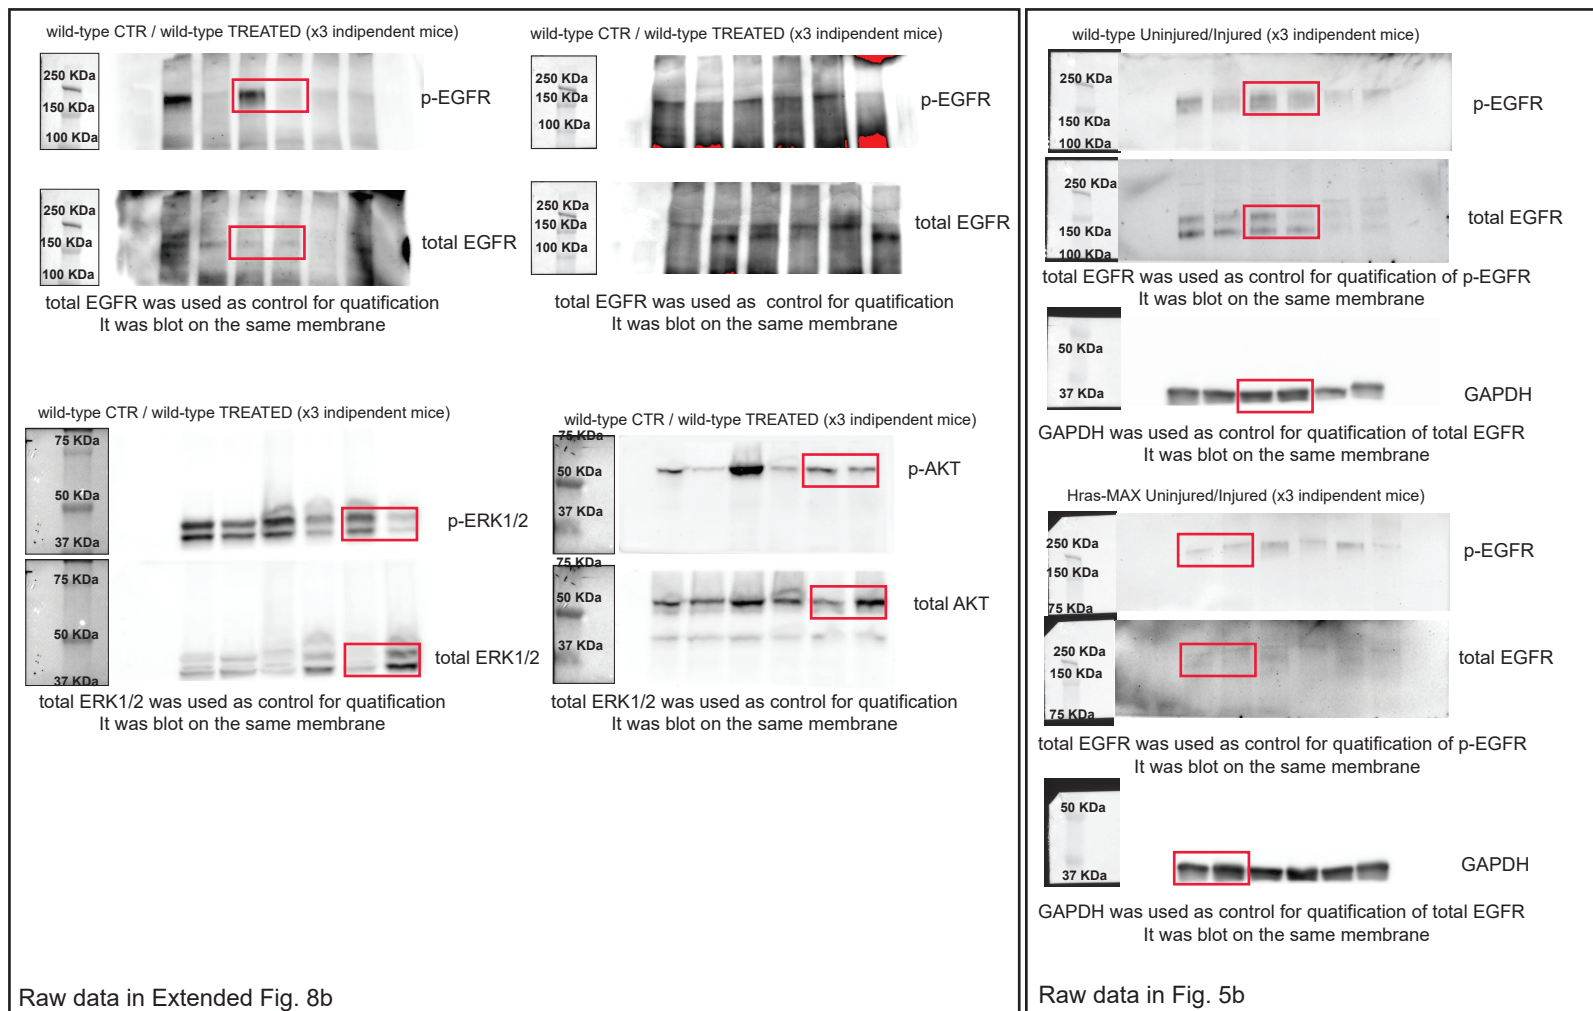 wild-type CTR / wild-type TREATED (x3 indipendent mice)
250 KDa
150 KDa
100 KDa
p-EGFR
250 KDa
150 KDa
100 KDa
total EGFR
total EGFR was used as control for quatification
It was blot on the same membrane
wild-type CTR / wild-type TREATED (x3 indipendent mice)
250 KDa
150 KDa
100 KDa
p-EGFR
250 KDa
150 KDa
100 KDa
total EGFR
total EGFR was used as control for quatification
It was blot on the same membrane
wild-type CTR / wild-type TREATED (x3 indipendent mice)
75 KDa
50 KDa
37 KDa
p-ERK1/2
75 KDa
50 KDa
37 KDa
total ERK1/2
total ERK1/2 was used as control for quatification
It was blot on the same membrane
wild-type CTR / wild-type TREATED (x3 indipendent mice)
75 KDa
50 KDa
37 KDa
p-AKT
75 KDa
50 KDa
37 KDa
total AKT
total ERK1/2 was used as control for quatification
It was blot on the same membrane
Raw data in Extended Fig. 8b
wild-type Uninjured/Injured (x3 indipendent mice)
250 KDa
150 KDa
100 KDa
p-EGFR
250 KDa
150 KDa
100 KDa
total EGFR
total EGFR was used as control for quatification of p-EGFR
It was blot on the same membrane
50 KDa
37 KDa
GAPDH
GAPDH was used as control for quatification of total EGFR
It was blot on the same membrane
Hras-MAX Uninjured/Injured (x3 indipendent mice)
250 KDa
150 KDa
75 KDa
p-EGFR
250 KDa
150 KDa
75 KDa
total EGFR
total EGFR was used as control for quatification of p-EGFR
It was blot on the same membrane
50 KDa
37 KDa
GAPDH
GAPDH was used as control for quatification of total EGFR
It was blot on the same membrane
Raw data in Fig. 5b